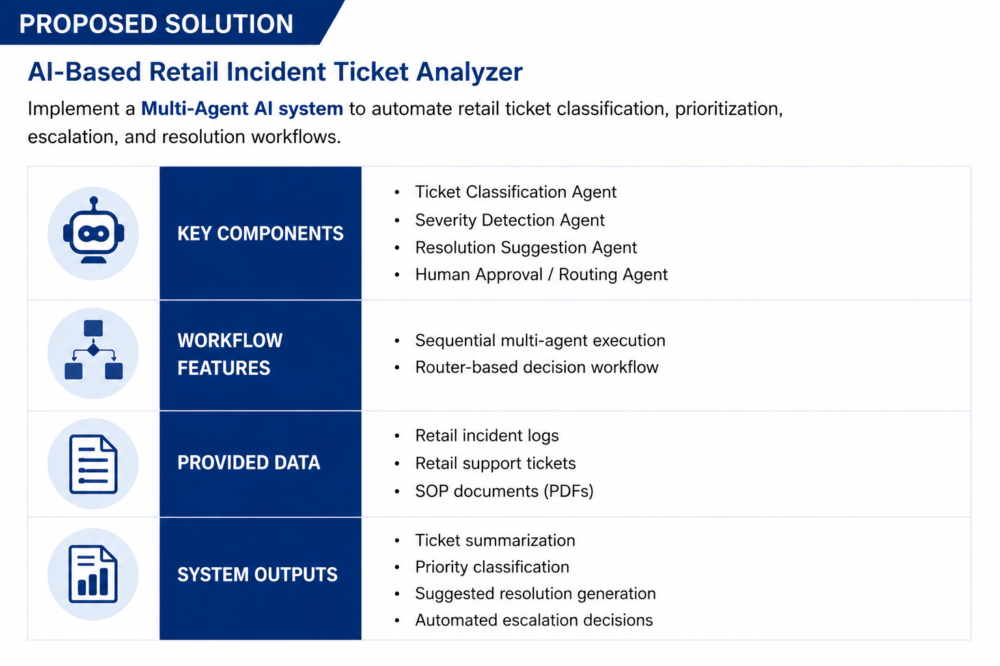 PROPOSED SOLUTION
AI-Based Retail Incident Ticket Analyzer
Implement a Multi-Agent AI system to automate retail ticket classification, prioritization,
escalation, and resolution workflows.
KEY COMPONENTS
• Ticket Classification Agent
• Severity Detection Agent
• Resolution Suggestion Agent
• Human Approval / Routing Agent
WORKFLOW
FEATURES
• Sequential multi-agent execution
• Router-based decision workflow
PROVIDED DATA
• Retail incident logs
• Retail support tickets
• SOP documents (PDFs)
SYSTEM OUTPUTS
• Ticket summarization
• Priority classification
• Suggested resolution generation
• Automated escalation decisions